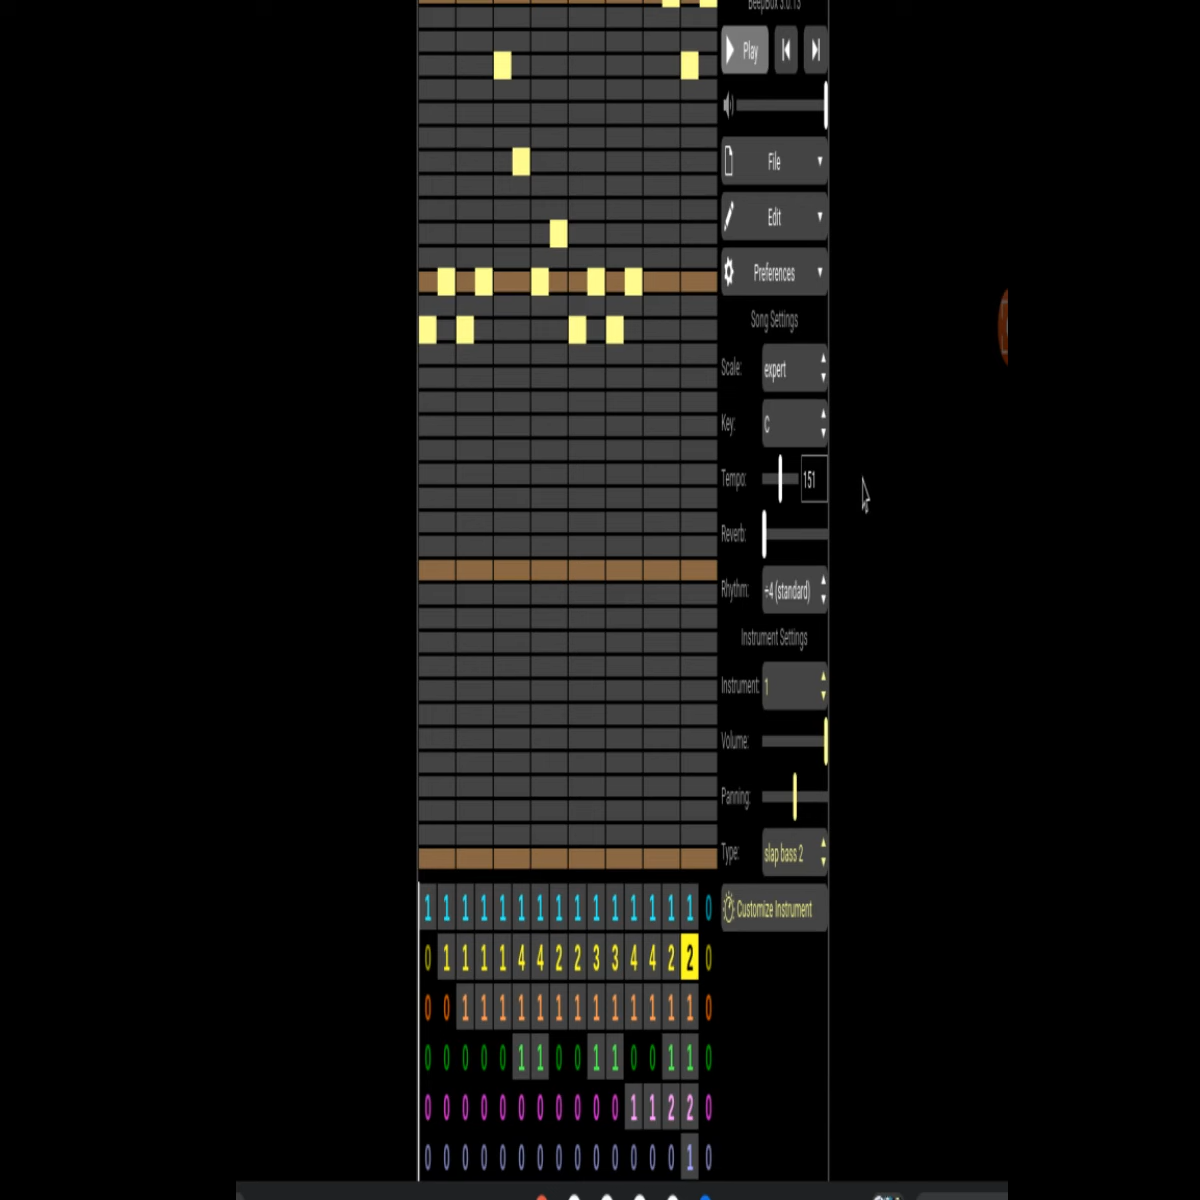 BeepBox 3.0.13
Play
File
Edit
Preferences
Song Settings
Scale: expert
Key: C
Tempo: 151
Reverb:
Rhythm: ÷4 (standard)
Instrument Settings
Instrument: 1
Volume:
Panning:
Type: slap bass 2
Customize Instrument
1 1 1 1 1 1 1 1 1 1 1 1 1 1 1 0
0 1 1 1 1 4 4 2 2 3 3 4 4 2 2 0
0 0 1 1 1 1 1 1 1 1 1 1 1 1 1 0
0 0 0 0 0 1 1 0 0 1 1 0 0 1 1 0
0 0 0 0 0 0 0 0 0 0 0 1 1 2 2 0
0 0 0 0 0 0 0 0 0 0 0 0 0 0 1 0